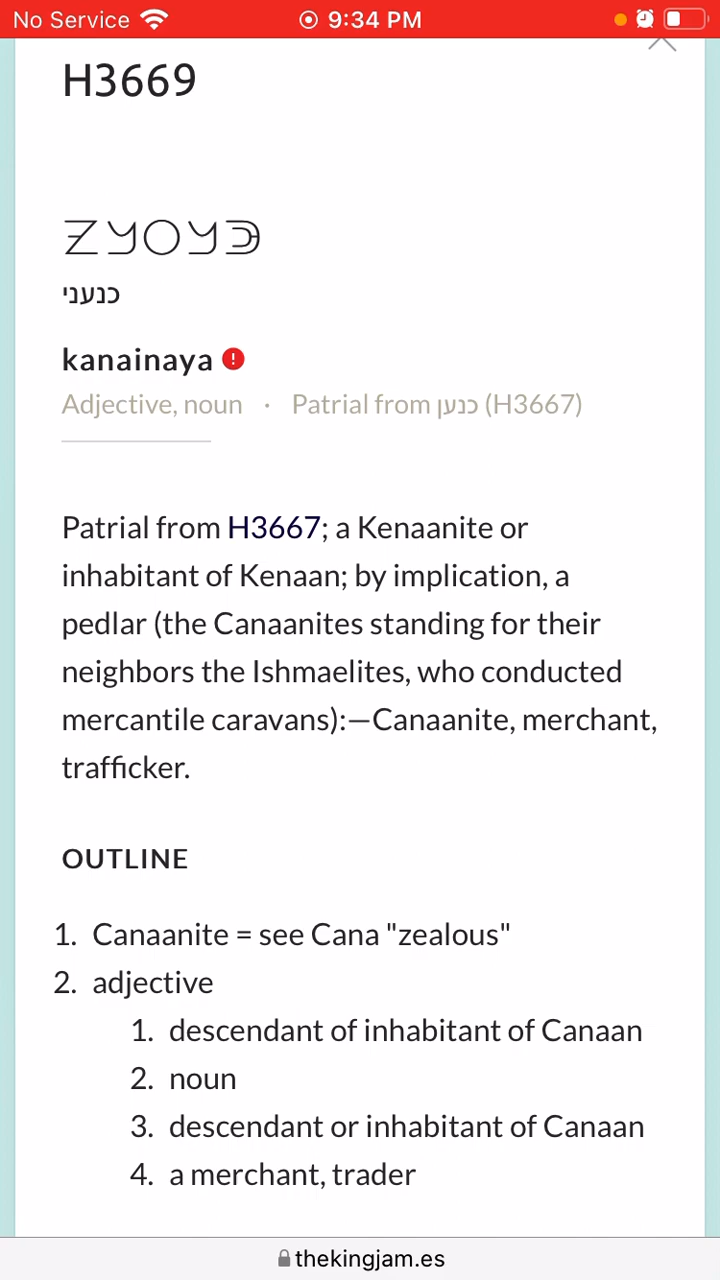 No Service 9:34 PM
H3669
𐤆𐤉𐤏𐤉𐤊
כנעני
kanainaya
Adjective, noun · Patrial from כנען (H3667)
Patrial from H3667; a Kenaanite or
inhabitant of Kenaan; by implication, a
pedlar (the Canaanites standing for their
neighbors the Ishmaelites, who conducted
mercantile caravans):—Canaanite, merchant,
trafficker.
OUTLINE
1. Canaanite = see Cana "zealous"
2. adjective
1. descendant of inhabitant of Canaan
2. noun
3. descendant or inhabitant of Canaan
4. a merchant, trader
thekingjam.es